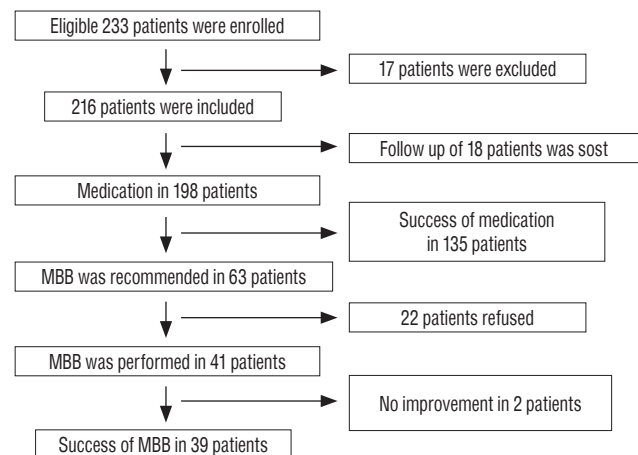 Eligible 233 patients were enrolled
17 patients were excluded
216 patients were included
Follow up of 18 patients was sost
Medication in 198 patients
Success of medication
in 135 patients
MBB was recommended in 63 patients
22 patients refused
MBB was performed in 41 patients
No improvement in 2 patients
Success of MBB in 39 patients